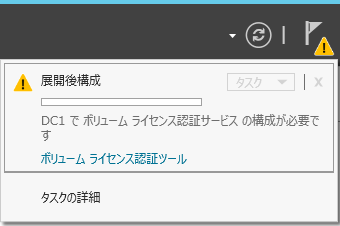 展開後構成
タスク
DC1 で ボリューム ライセンス認証サービス の構成が必要で
す
ボリューム ライセンス認証ツール
タスクの詳細